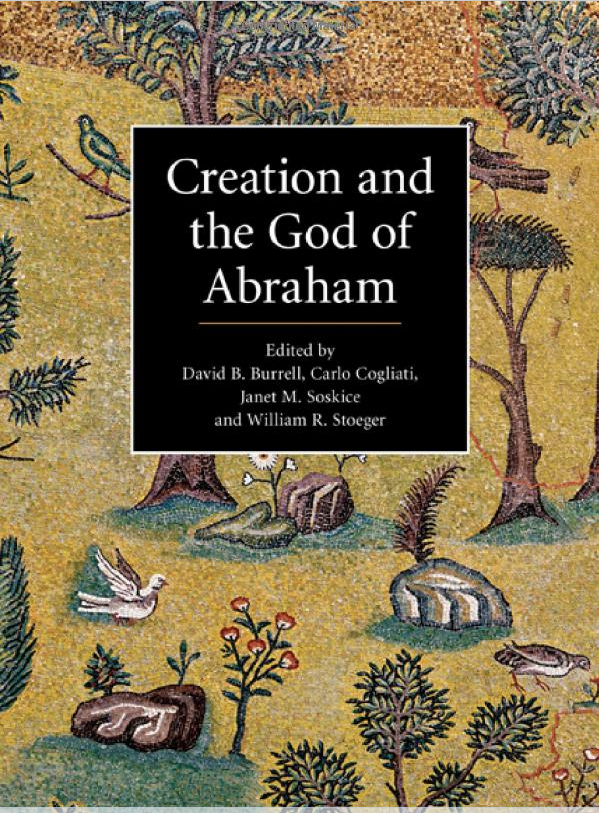 Creation and
the God of
Abraham
Edited by
David B. Burrell, Carlo Cogliati,
Janet M. Soskice
and William R. Stoeger